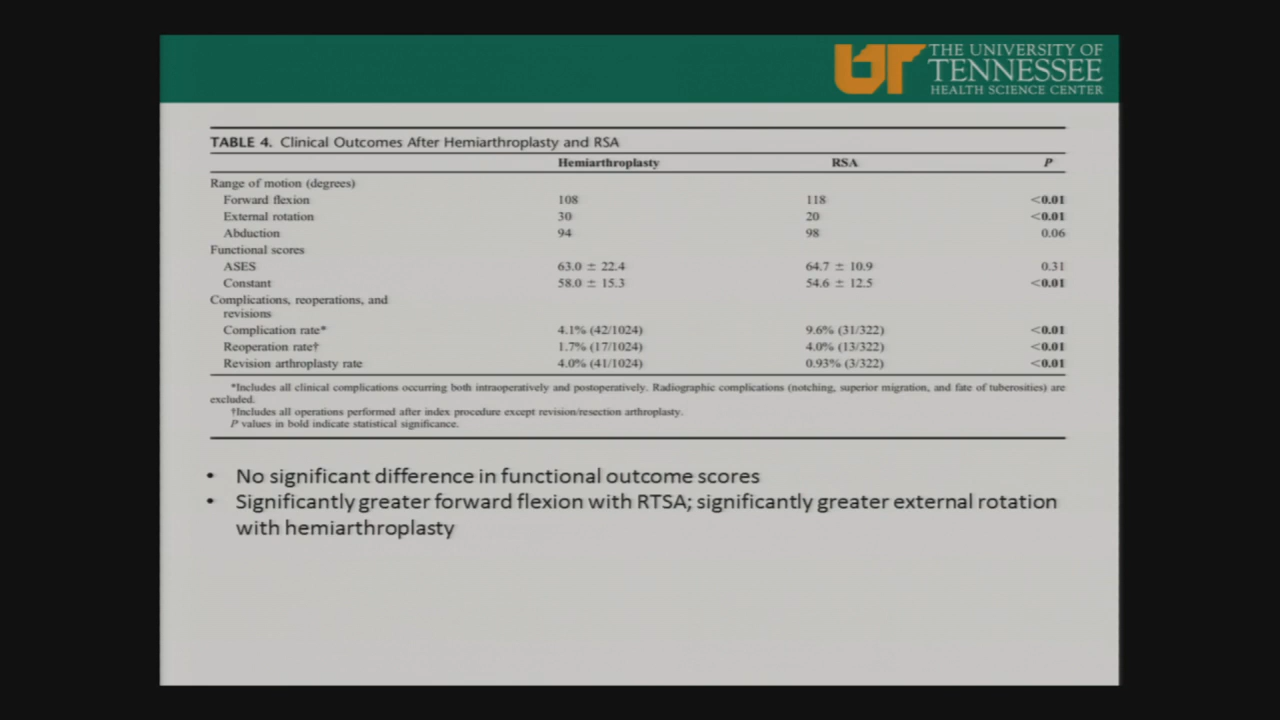 THE UNIVERSITY OF
TENNESSEE
HEALTH SCIENCE CENTER
TABLE 4. Clinical Outcomes After Hemiarthroplasty and RSA
Hemiarthroplasty RSA P
Range of motion (degrees)
Forward flexion 108 118 <0.01
External rotation 30 20 <0.01
Abduction 94 98 0.06
Functional scores
ASES 63.0 ± 22.4 64.7 ± 10.9 0.31
Constant 58.0 ± 15.3 54.6 ± 12.5 <0.01
Complications, reoperations, and
revisions
Complication rate* 4.1% (42/1024) 9.6% (31/322) <0.01
Reoperation rate† 1.7% (17/1024) 4.0% (13/322) <0.01
Revision arthroplasty rate 4.0% (41/1024) 0.93% (3/322) <0.01
*Includes all clinical complications occurring both intraoperatively and postoperatively. Radiographic complications (notching, superior migration, and fate of tuberosities) are
excluded.
†Includes all operations performed after index procedure except revision/resection arthroplasty.
P values in bold indicate statistical significance.
• No significant difference in functional outcome scores
• Significantly greater forward flexion with RTSA; significantly greater external rotation
with hemiarthroplasty